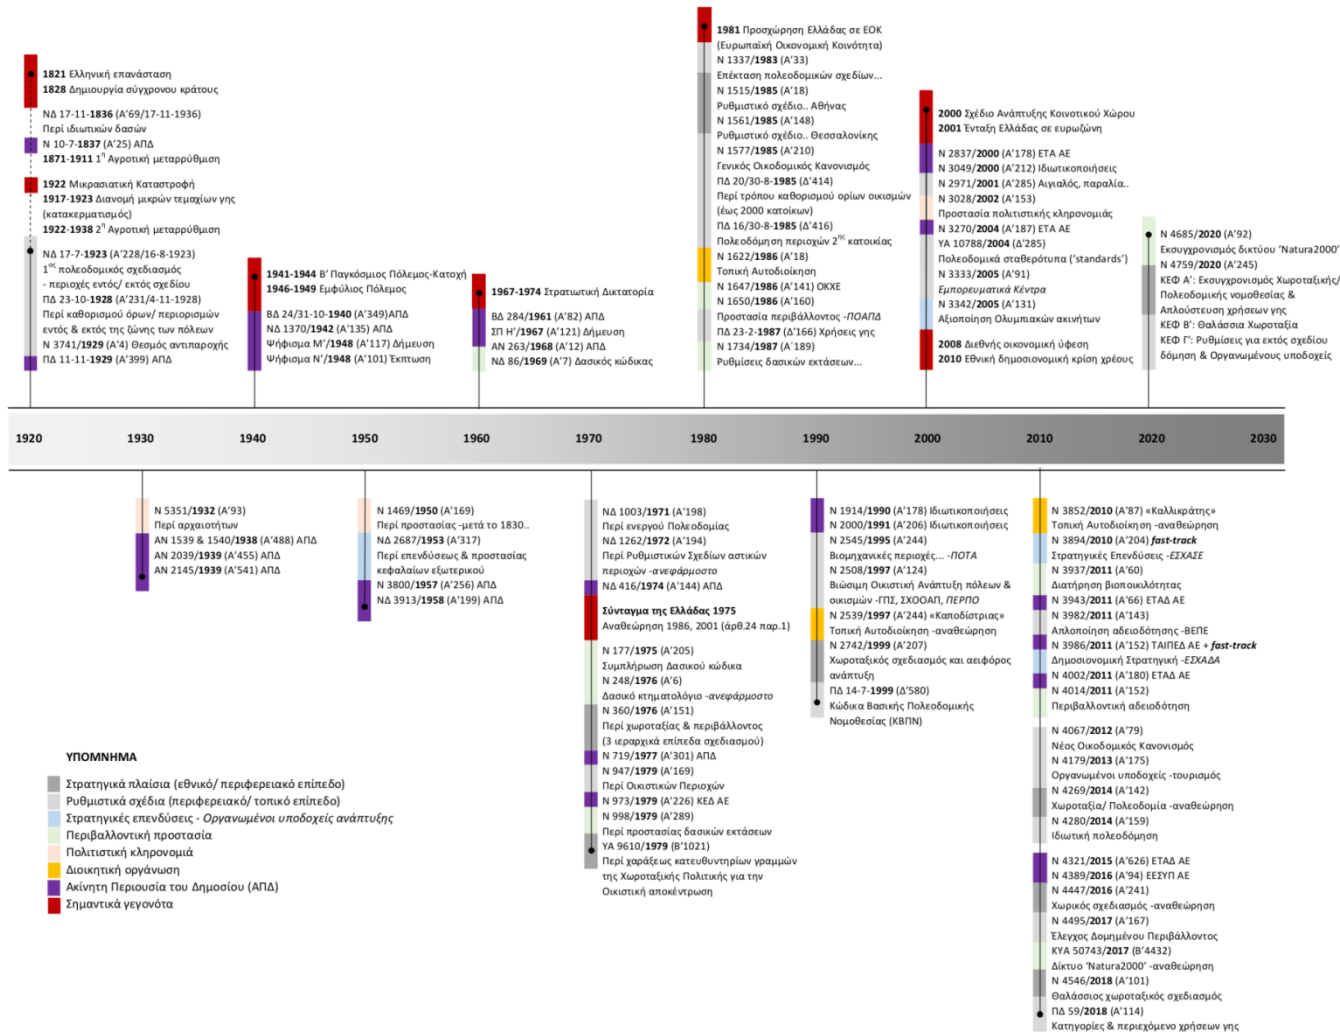 1821 Ελληνική επανάσταση
1828 Δημιουργία σύγχρονου κράτους
ΝΔ 17-11-1836 (Α’69/17-11-1936)
Περί ιδιωτικών δασών
Ν 10-7-1837 (Α’25) ΑΠΔ
1871-1911 1η Αγροτική μεταρρύθμιση
1922 Μικρασιατική Καταστροφή
1917-1923 Διανομή μικρών τεμαχίων γης
(κατακερματισμός)
1922-1938 2η Αγροτική μεταρρύθμιση
ΝΔ 17-7-1923 (Α’228/16-8-1923)
1ος πολεοδομικός σχεδιασμός
- περιοχές εντός/ εκτός σχεδίου
ΠΔ 23-10-1928 (Α’231/4-11-1928)
Περί καθορισμού όρων/ περιορισμών
εντός & εκτός της ζώνης των πόλεων
Ν 3741/1929 (Α’4) Θεσμός αντιπαροχής
ΠΔ 11-11-1929 (Α’399) ΑΠΔ
1941-1944 Β’ Παγκόσμιος Πόλεμος-Κατοχή
1946-1949 Εμφύλιος Πόλεμος
ΒΔ 24/31-10-1940 (Α’349)ΑΠΔ
ΝΔ 1370/1942 (Α’135) ΑΠΔ
Ψήφισμα Μ’/1948 (Α’117) Δήμευση
Ψήφισμα Ν’/1948 (Α’101) Έκπτωση
1967-1974 Στρατιωτική Δικτατορία
ΒΔ 284/1961 (Α’82) ΑΠΔ
ΣΠ Η’/1967 (Α’121) Δήμευση
ΑΝ 263/1968 (Α’12) ΑΠΔ
ΝΔ 86/1969 (Α’7) Δασικός κώδικας
1981 Προσχώρηση Ελλάδας σε ΕΟΚ
(Ευρωπαϊκή Οικονομική Κοινότητα)
Ν 1337/1983 (Α’33)
Επέκταση πολεοδομικών σχεδίων...
Ν 1515/1985 (Α’18)
Ρυθμιστικό σχέδιο.. Αθήνας
Ν 1561/1985 (Α’148)
Ρυθμιστικό σχέδιο.. Θεσσαλονίκης
Ν 1577/1985 (Α’210)
Γενικός Οικοδομικός Κανονισμός
ΠΔ 20/30-8-1985 (Δ’414)
Περί τρόπου καθορισμού ορίων οικισμών
(έως 2000 κατοίκων)
ΠΔ 16/30-8-1985 (Δ’416)
Πολεοδόμηση περιοχών 2ης κατοικίας
Ν 1622/1986 (Α’18)
Τοπική Αυτοδιοίκηση
Ν 1647/1986 (Α’141) ΟΚΧΕ
Ν 1650/1986 (Α’160)
Προστασία περιβάλλοντος -ΠΟΑΠΔ
ΠΔ 23-2-1987 (Δ’166) Χρήσεις γης
Ν 1734/1987 (Α΄189)
Ρυθμίσεις δασικών εκτάσεων...
2000 Σχέδιο Ανάπτυξης Κοινοτικού Χώρου
2001 Ένταξη Ελλάδας σε ευρωζώνη
Ν 2837/2000 (Α’178) ΕΤΑ ΑΕ
Ν 3049/2000 (Α’212) Ιδιωτικοποιήσεις
Ν 2971/2001 (Α’285) Αιγιαλός, παραλία..
Ν 3028/2002 (Α’153)
Προστασία πολιτιστικής κληρονομιάς
Ν 3270/2004 (Α’187) ΕΤΑ ΑΕ
ΥΑ 10788/2004 (Δ’285)
Πολεοδομικά σταθερότυπα (‘standards’)
Ν 3333/2005 (Α’91)
Εμπορευματικά Κέντρα
Ν 3342/2005 (Α’131)
Αξιοποίηση Ολυμπιακών ακινήτων
2008 Διεθνής οικονομική ύφεση
2010 Εθνική δημοσιονομική κρίση χρέους
Ν 4685/2020 (Α’92)
Εκσυγχρονισμός δικτύου ‘Natura2000’
Ν 4759/2020 (Α’245)
ΚΕΦ Α’: Εκσυγχρονισμός Χωροταξικής/
Πολεοδομικής νομοθεσίας &
Απλούστευση χρήσεων γης
ΚΕΦ Β’: Θαλάσσια Χωροταξία
ΚΕΦ Γ’: Ρυθμίσεις για εκτός σχεδίου
δόμηση & Οργανωμένους υποδοχείς
1920 1930 1940 1950 1960 1970 1980 1990 2000 2010 2020 2030
Ν 5351/1932 (Α’93)
Περί αρχαιοτήτων
ΑΝ 1539 & 1540/1938 (Α’488) ΑΠΔ
ΑΝ 2039/1939 (Α’455) ΑΠΔ
ΑΝ 2145/1939 (Α’541) ΑΠΔ
Ν 1469/1950 (Α’169)
Περί προστασίας -μετά το 1830..
ΝΔ 2687/1953 (Α’317)
Περί επενδύσεως & προστασίας
κεφαλαίων εξωτερικού
Ν 3800/1957 (Α’256) ΑΠΔ
ΝΔ 3913/1958 (Α’199) ΑΠΔ
ΝΔ 1003/1971 (Α’198)
Περί ενεργού Πολεοδομίας
ΝΔ 1262/1972 (Α’194)
Περί Ρυθμιστικών Σχεδίων αστικών
περιοχών -ανεφάρμοστο
ΝΔ 416/1974 (Α’144) ΑΠΔ
Σύνταγμα της Ελλάδας 1975
Αναθεώρηση 1986, 2001 (άρθ.24 παρ.1)
Ν 177/1975 (Α’205)
Συμπλήρωση Δασικού κώδικα
Ν 248/1976 (Α’6)
Δασικό κτηματολόγιο -ανεφάρμοστο
Ν 360/1976 (Α’151)
Περί χωροταξίας & περιβάλλοντος
(3 ιεραρχικά επίπεδα σχεδιασμού)
Ν 719/1977 (Α’301) ΑΠΔ
Ν 947/1979 (Α’169)
Περί Οικιστικών Περιοχών
Ν 973/1979 (Α’226) ΚΕΔ ΑΕ
Ν 998/1979 (Α’289)
Περί προστασίας δασικών εκτάσεων
ΥΑ 9610/1979 (Β’1021)
Περί χαράξεως κατευθυντηρίων γραμμών
της Χωροταξικής Πολιτικής για την
Οικιστική αποκέντρωση
Ν 1914/1990 (Α’178) Ιδιωτικοποιήσεις
Ν 2000/1991 (Α’206) Ιδιωτικοποιήσεις
Ν 2545/1995 (Α’244)
Βιομηχανικές περιοχές... -ΠΟΤΑ
Ν 2508/1997 (Α’124)
Βιώσιμη Οικιστική Ανάπτυξη πόλεων &
οικισμών -ΓΠΣ, ΣΧΟΟΑΠ, ΠΕΡΠΟ
Ν 2539/1997 (Α’244) «Καποδίστριας»
Τοπική Αυτοδιοίκηση -αναθεώρηση
Ν 2742/1999 (Α’207)
Χωροταξικός σχεδιασμός και αειφόρος
ανάπτυξη
ΠΔ 14-7-1999 (Δ’580)
Κώδικα Βασικής Πολεοδομικής
Νομοθεσίας (ΚΒΠΝ)
Ν 3852/2010 (Α’87) «Καλλικράτης»
Τοπική Αυτοδιοίκηση -αναθεώρηση
Ν 3894/2010 (Α’204) fast-track
Στρατηγικές Επενδύσεις -ΕΣΧΑΣΕ
Ν 3937/2011 (Α’60)
Διατήρηση βιοποικιλότητας
Ν 3943/2011 (Α’66) ΕΤΑΔ ΑΕ
Ν 3982/2011 (Α’143)
Απλοποίηση αδειοδότησης -ΒΕΠΕ
Ν 3986/2011 (Α’152) ΤΑΙΠΕΔ ΑΕ + fast-track
Δημοσιονομική Στρατηγική -ΕΣΧΑΔΑ
Ν 4002/2011 (Α’180) ΕΤΑΔ ΑΕ
Ν 4014/2011 (Α’152)
Περιβαλλοντική αδειοδότηση
Ν 4067/2012 (Α’79)
Νέος Οικοδομικός Κανονισμός
Ν 4179/2013 (Α’175)
Οργανωμένοι υποδοχείς -τουρισμός
Ν 4269/2014 (Α’142)
Χωροταξία/ Πολεοδομία -αναθεώρηση
Ν 4280/2014 (Α’159)
Ιδιωτική πολεοδόμηση
Ν 4321/2015 (Α’626) ΕΤΑΔ ΑΕ
Ν 4389/2016 (Α’94) ΕΕΣΥΠ ΑΕ
Ν 4447/2016 (Α’241)
Χωρικός σχεδιασμός -αναθεώρηση
Ν 4495/2017 (Α’167)
Έλεγχος Δομημένου Περιβάλλοντος
ΚΥΑ 50743/2017 (Β’4432)
Δίκτυο ‘Natura2000’ -αναθεώρηση
Ν 4546/2018 (Α’101)
Θαλάσσιος χωροταξικός σχεδιασμός
ΠΔ 59/2018 (Α’114)
Κατηγορίες & περιεχόμενο χρήσεων γης
ΥΠΟΜΝΗΜΑ
Στρατηγικά πλαίσια (εθνικό/ περιφερειακό επίπεδο)
Ρυθμιστικά σχέδια (περιφερειακό/ τοπικό επίπεδο)
Στρατηγικές επενδύσεις - Οργανωμένοι υποδοχείς ανάπτυξης
Περιβαλλοντική προστασία
Πολιτιστική κληρονομιά
Διοικητική οργάνωση
Ακίνητη Περιουσία του Δημοσίου (ΑΠΔ)
Σημαντικά γεγονότα